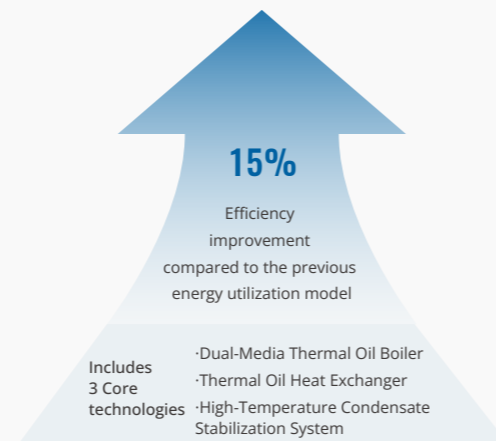 15%
Efficiency
improvement
compared to the previous
energy utilization model
Includes
3 Core
technologies
·Dual-Media Thermal Oil Boiler
·Thermal Oil Heat Exchanger
·High-Temperature Condensate
Stabilization System